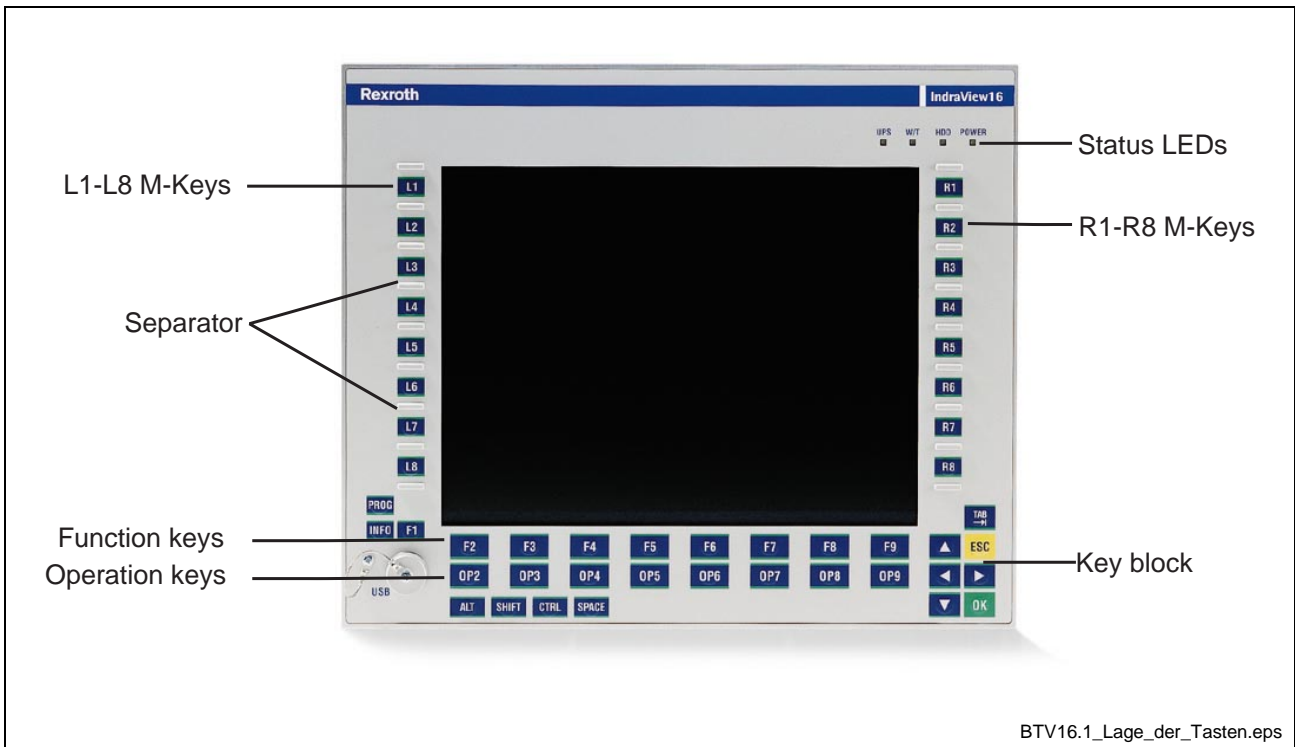 Rexroth IndraView16
UPS W/T HDD POWER
Status LEDs
L1-L8 M-Keys
L1
R1
L2
R2
R1-R8 M-Keys
L3
R3
Separator
L4
R4
L5
R5
L6
R6
L7
R7
L8
R8
PROG
TAB
INFO F1
Function keys
F2 F3 F4 F5 F6 F7 F8 F9
ESC
Operation keys
OP2 OP3 OP4 OP5 OP6 OP7 OP8 OP9
Key block
USB
ALT SHIFT CTRL SPACE
OK
BTV16.1_Lage_der_Tasten.eps